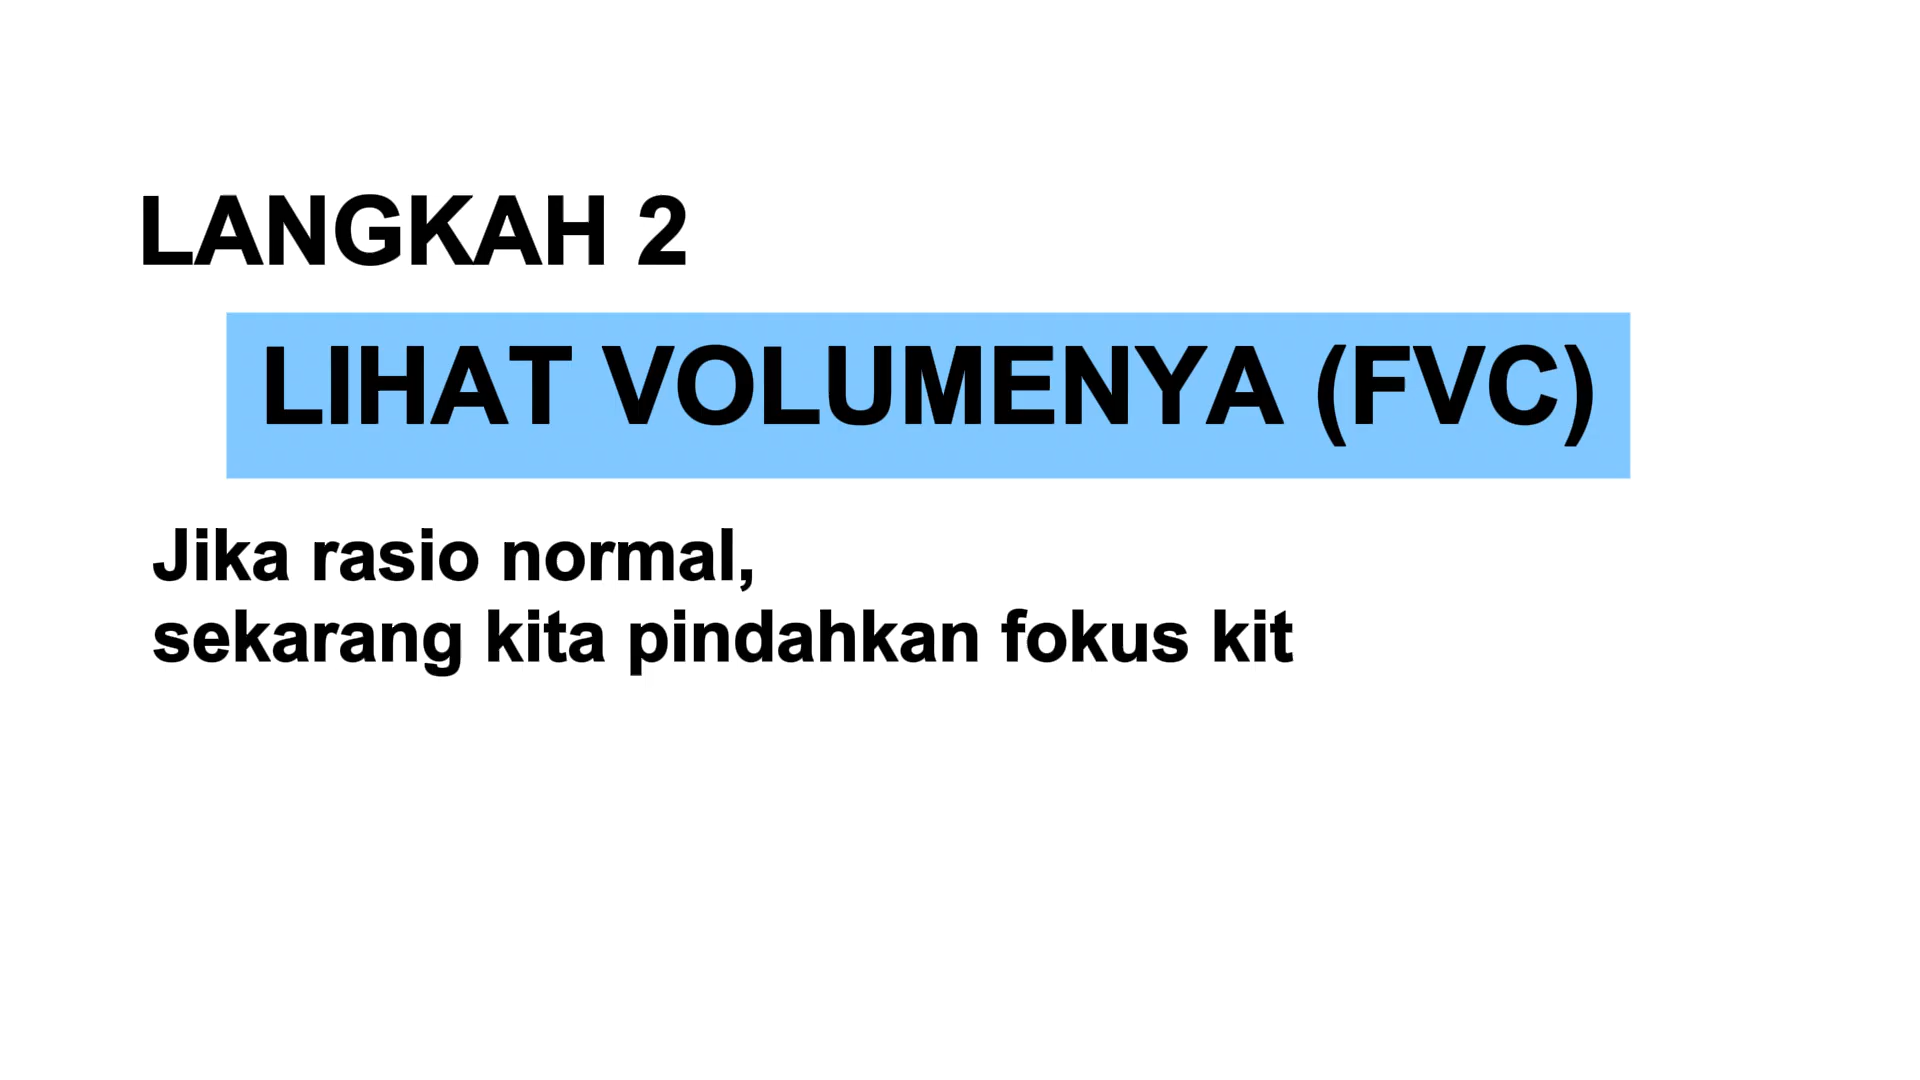 LANGKAH 2
LIHAT VOLUMENYA (FVC)
Jika rasio normal,
sekarang kita pindahkan fokus kit